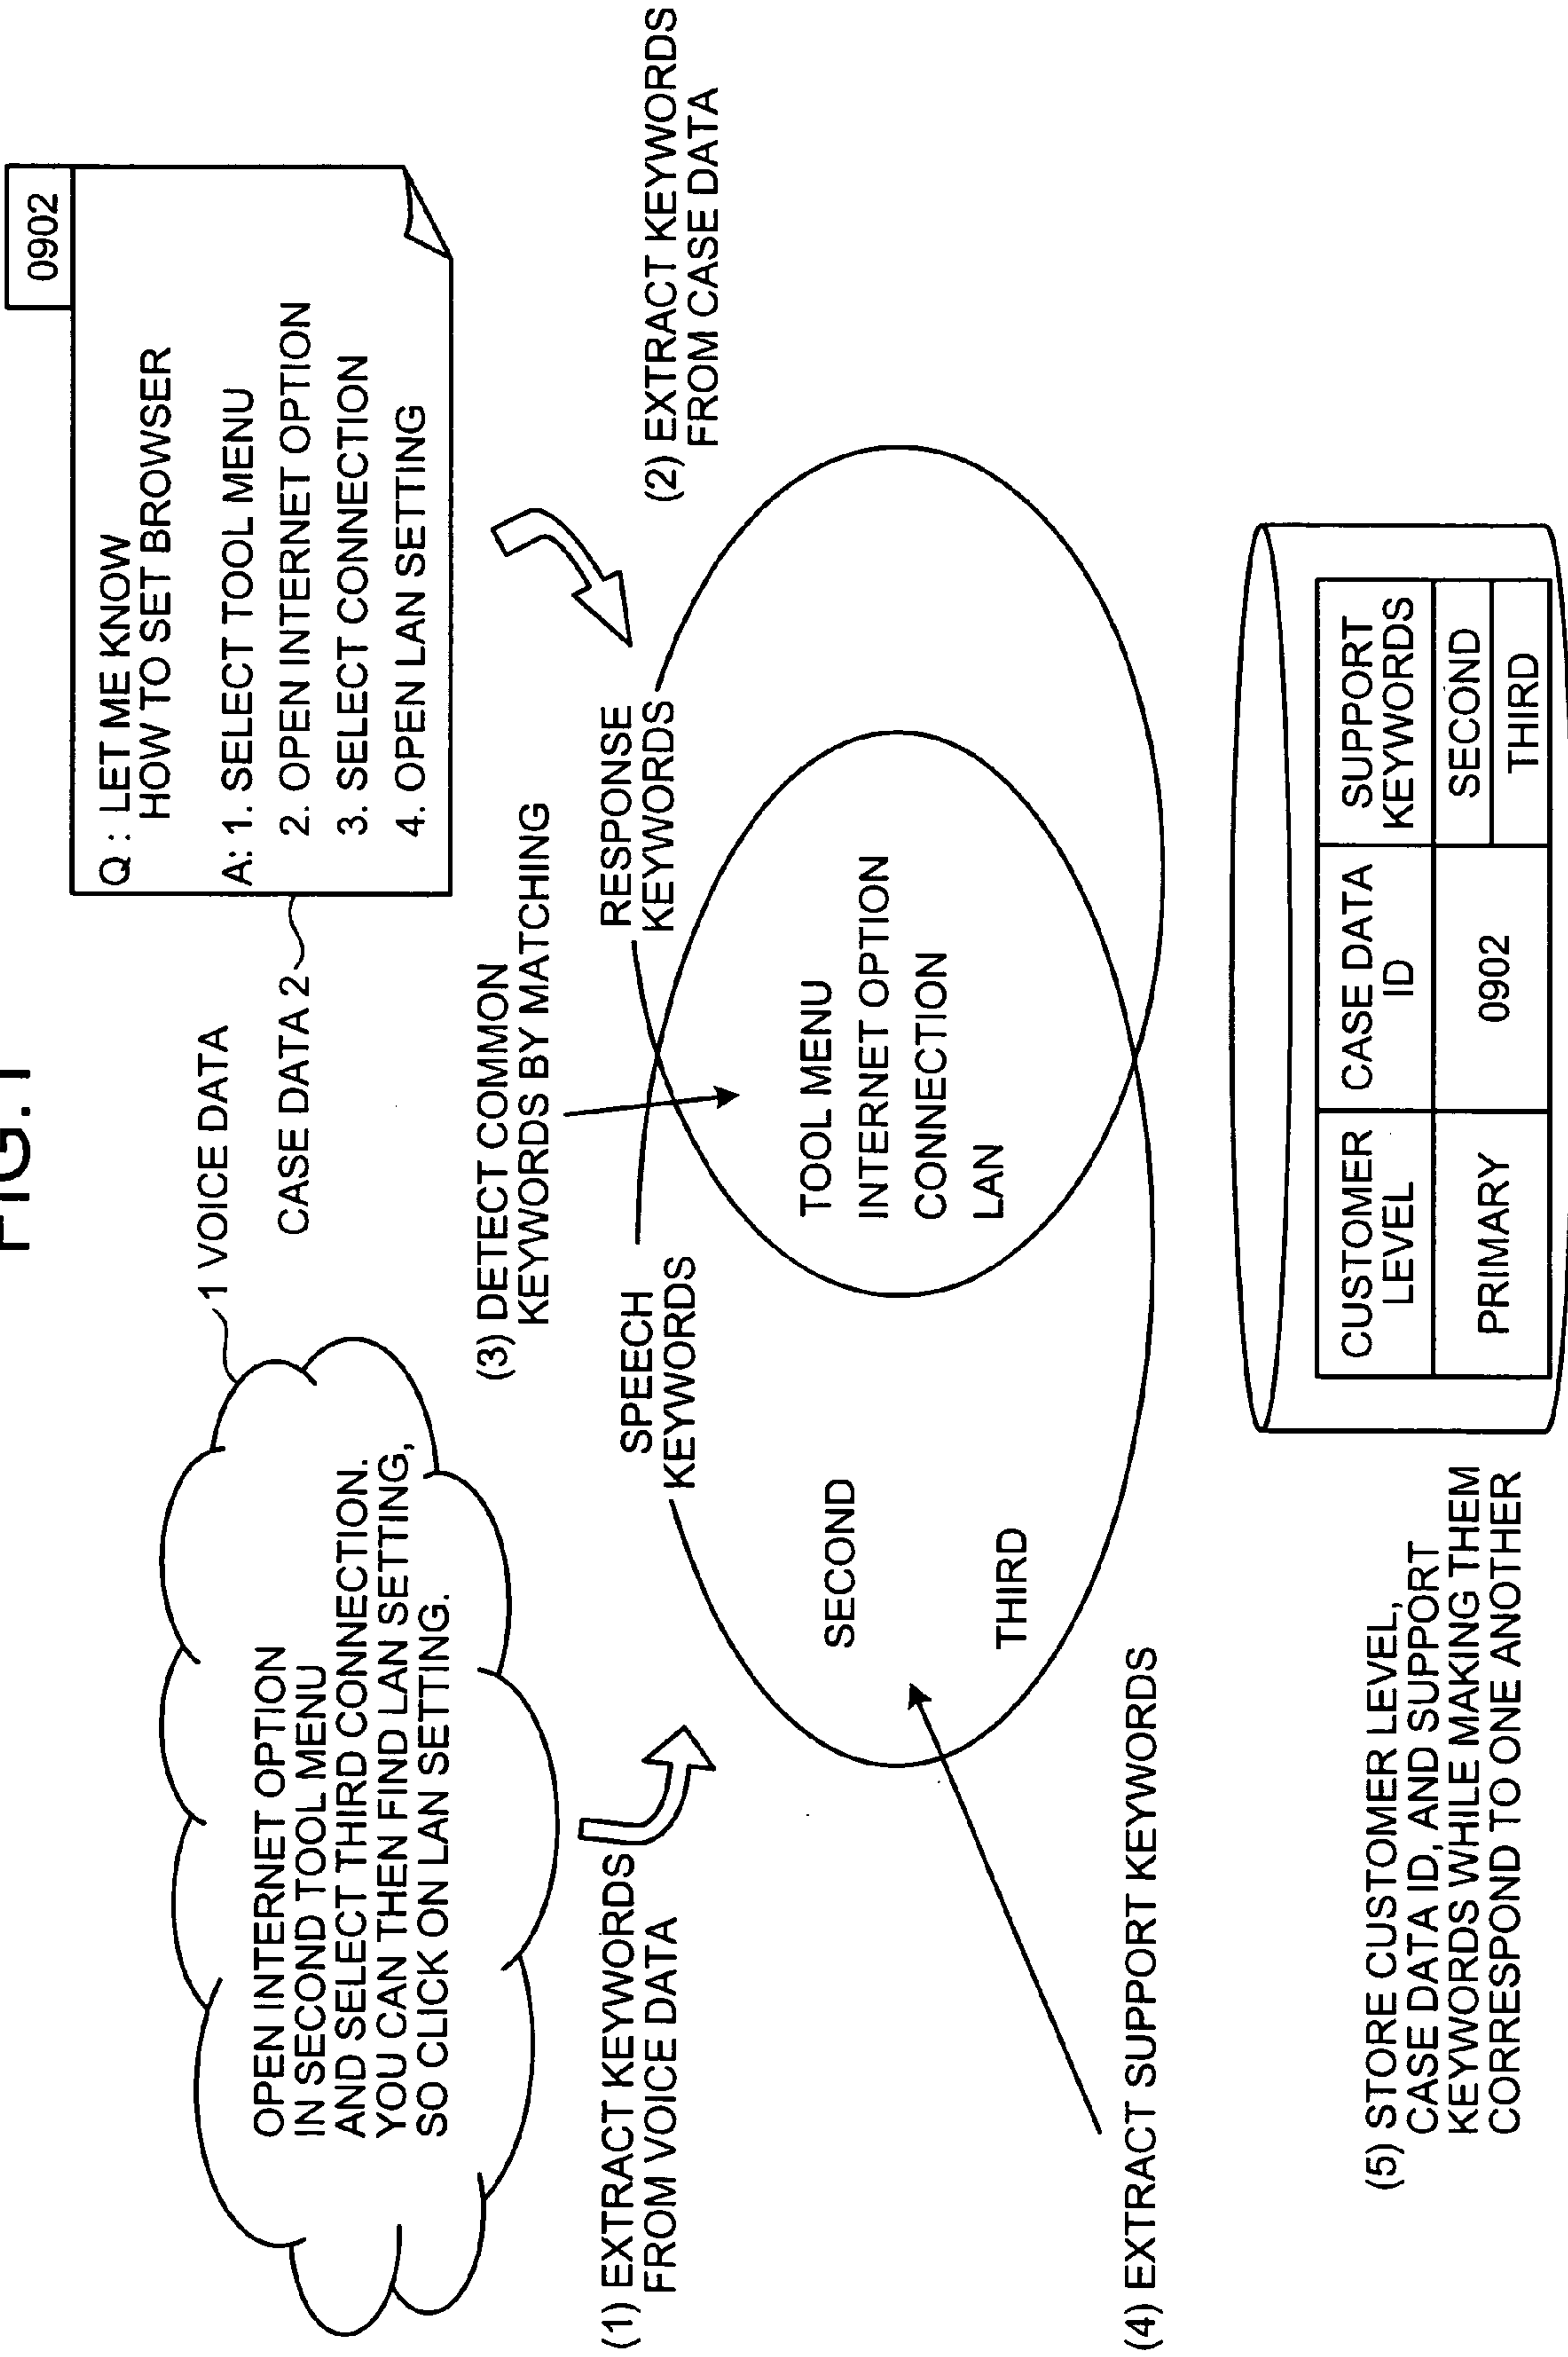 FIG.1
1 VOICE DATA
CASE DATA 2
0902
OPEN INTERNET OPTION
IN SECOND TOOL MENU
AND SELECT THIRD CONNECTION.
YOU CAN THEN FIND LAN SETTING,
SO CLICK ON LAN SETTING.
Q : LET ME KNOW
HOW TO SET BROWSER
A: 1. SELECT TOOL MENU
2. OPEN INTERNET OPTION
3. SELECT CONNECTION
4. OPEN LAN SETTING
(1) EXTRACT KEYWORDS
FROM VOICE DATA
(3) DETECT COMMON
KEYWORDS BY MATCHING
(2) EXTRACT KEYWORDS
FROM CASE DATA
SPEECH
KEYWORDS
RESPONSE
KEYWORDS
SECOND
THIRD
TOOL MENU
INTERNET OPTION
CONNECTION
LAN
(4) EXTRACT SUPPORT KEYWORDS
(5) STORE CUSTOMER LEVEL,
CASE DATA ID, AND SUPPORT
KEYWORDS WHILE MAKING THEM
CORRESPOND TO ONE ANOTHER
CUSTOMER
LEVEL
CASE DATA
ID
SUPPORT
KEYWORDS
PRIMARY
0902
SECOND
THIRD